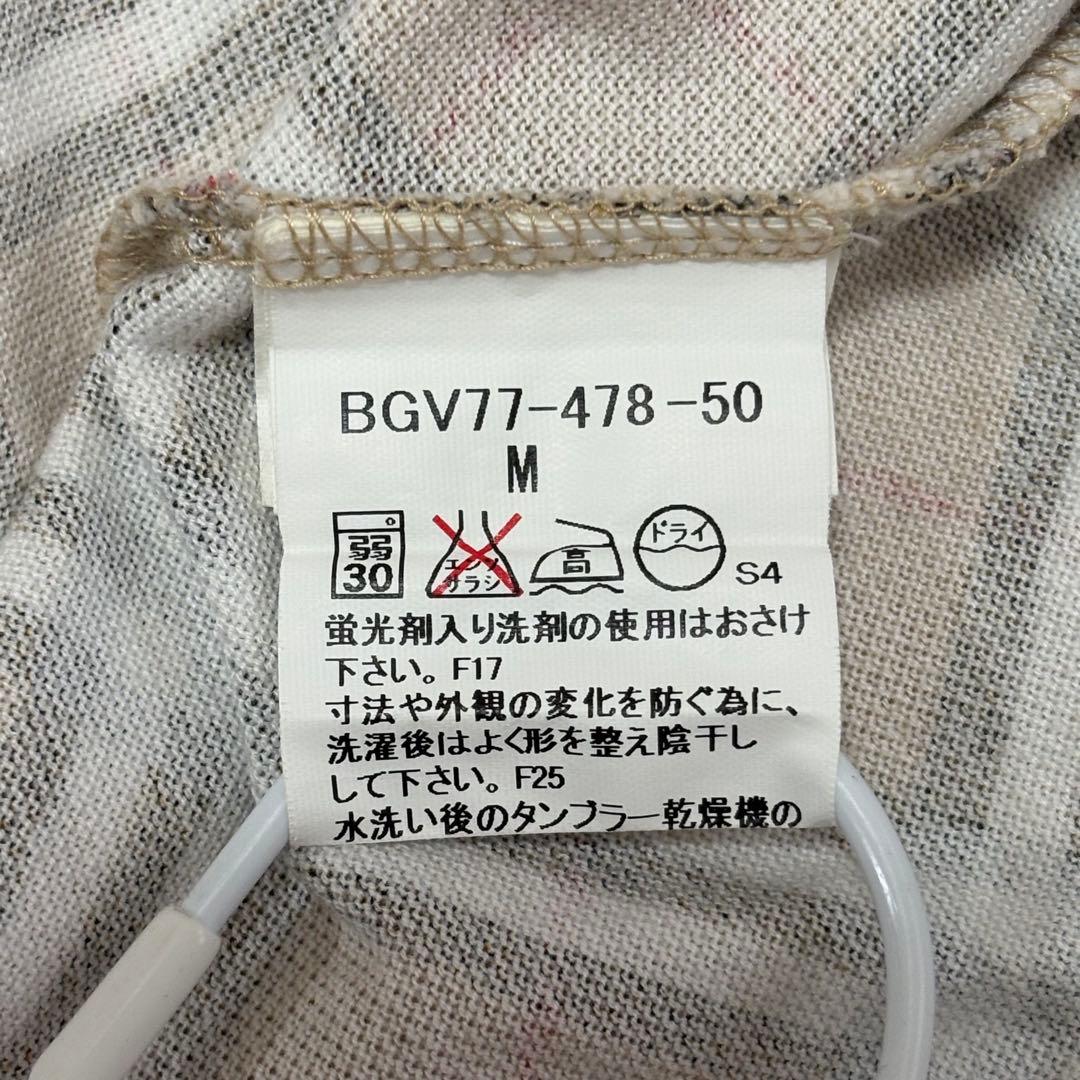 BGV77-478-50
M
弱
30
エンソ
サラシ
高
ドライ
S4
蛍光剤入り洗剤の使用はおさけ
下さい。F17
寸法や外観の変化を防ぐ為に、
洗濯後はよく形を整え陰干し
して下さい。F25
水洗い後のタンブラー乾燥機の